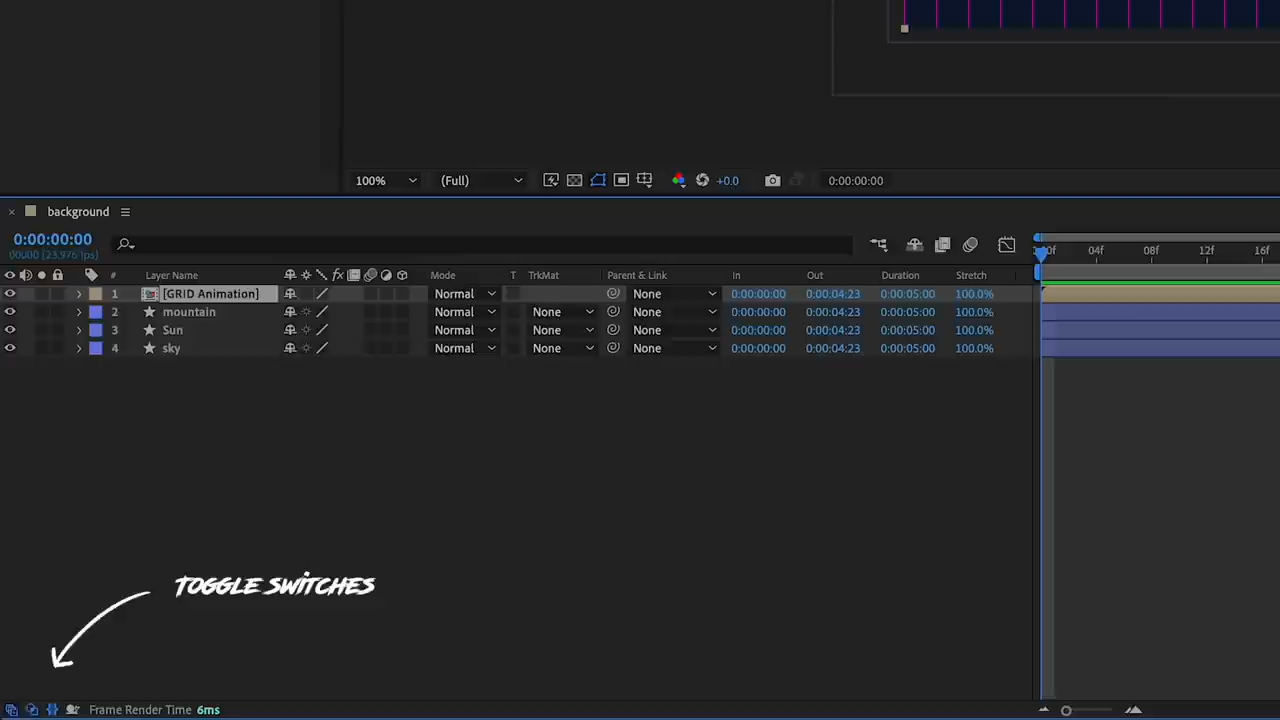 100% (Full) +0.0 0:00:00:00
background
0:00:00:00
00000 (23.976 fps)
:00f 04f 08f 12f 16f
# Layer Name fx Mode T TrkMat Parent & Link In Out Duration Stretch
1 [GRID Animation] Normal None 0:00:00:00 0:00:04:23 0:00:05:00 100.0%
2 mountain Normal None None 0:00:00:00 0:00:04:23 0:00:05:00 100.0%
3 Sun Normal None None 0:00:00:00 0:00:04:23 0:00:05:00 100.0%
4 sky Normal None None 0:00:00:00 0:00:04:23 0:00:05:00 100.0%
TOGGLE SWITCHES
Frame Render Time 6ms